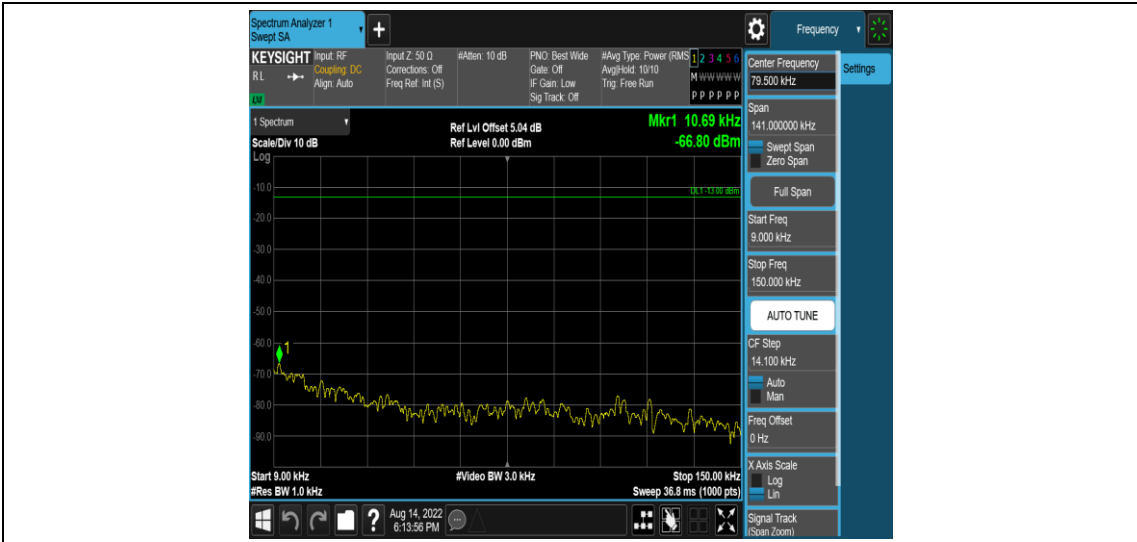 Spectrum Analyzer 1
Swept SA
Frequency
KEYSIGHT
RL
LXI
Input: RF
Coupling: DC
Align: Auto
Input Z: 50 Ω
Corrections: Off
Freq Ref: Int (S)
#Atten: 10 dB
PNO: Best Wide
Gate: Off
IF Gain: Low
Sig Track: Off
#Avg Type: Power (RMS
Avg|Hold: 10/10
Trig: Free Run
1 2 3 4 5 6
M W W W W W
P P P P P P
1 Spectrum
Scale/Div 10 dB
Log
Ref Lvl Offset 5.04 dB
Ref Level 0.00 dBm
Mkr1 10.69 kHz
-66.80 dBm
DL1 -13.00 dBm
-10.0
-20.0
-30.0
-40.0
-50.0
-60.0
1
-70.0
-80.0
-90.0
Start 9.00 kHz
#Video BW 3.0 kHz
Stop 150.00 kHz
#Res BW 1.0 kHz
Sweep 36.8 ms (1000 pts)
Aug 14, 2022
6:13:56 PM
Center Frequency
79.500 kHz
Settings
Span
141.000000 kHz
Swept Span
Zero Span
Full Span
Start Freq
9.000 kHz
Stop Freq
150.000 kHz
AUTO TUNE
CF Step
14.100 kHz
Auto
Man
Freq Offset
0 Hz
X Axis Scale
Log
Lin
Signal Track
(Span Zoom)